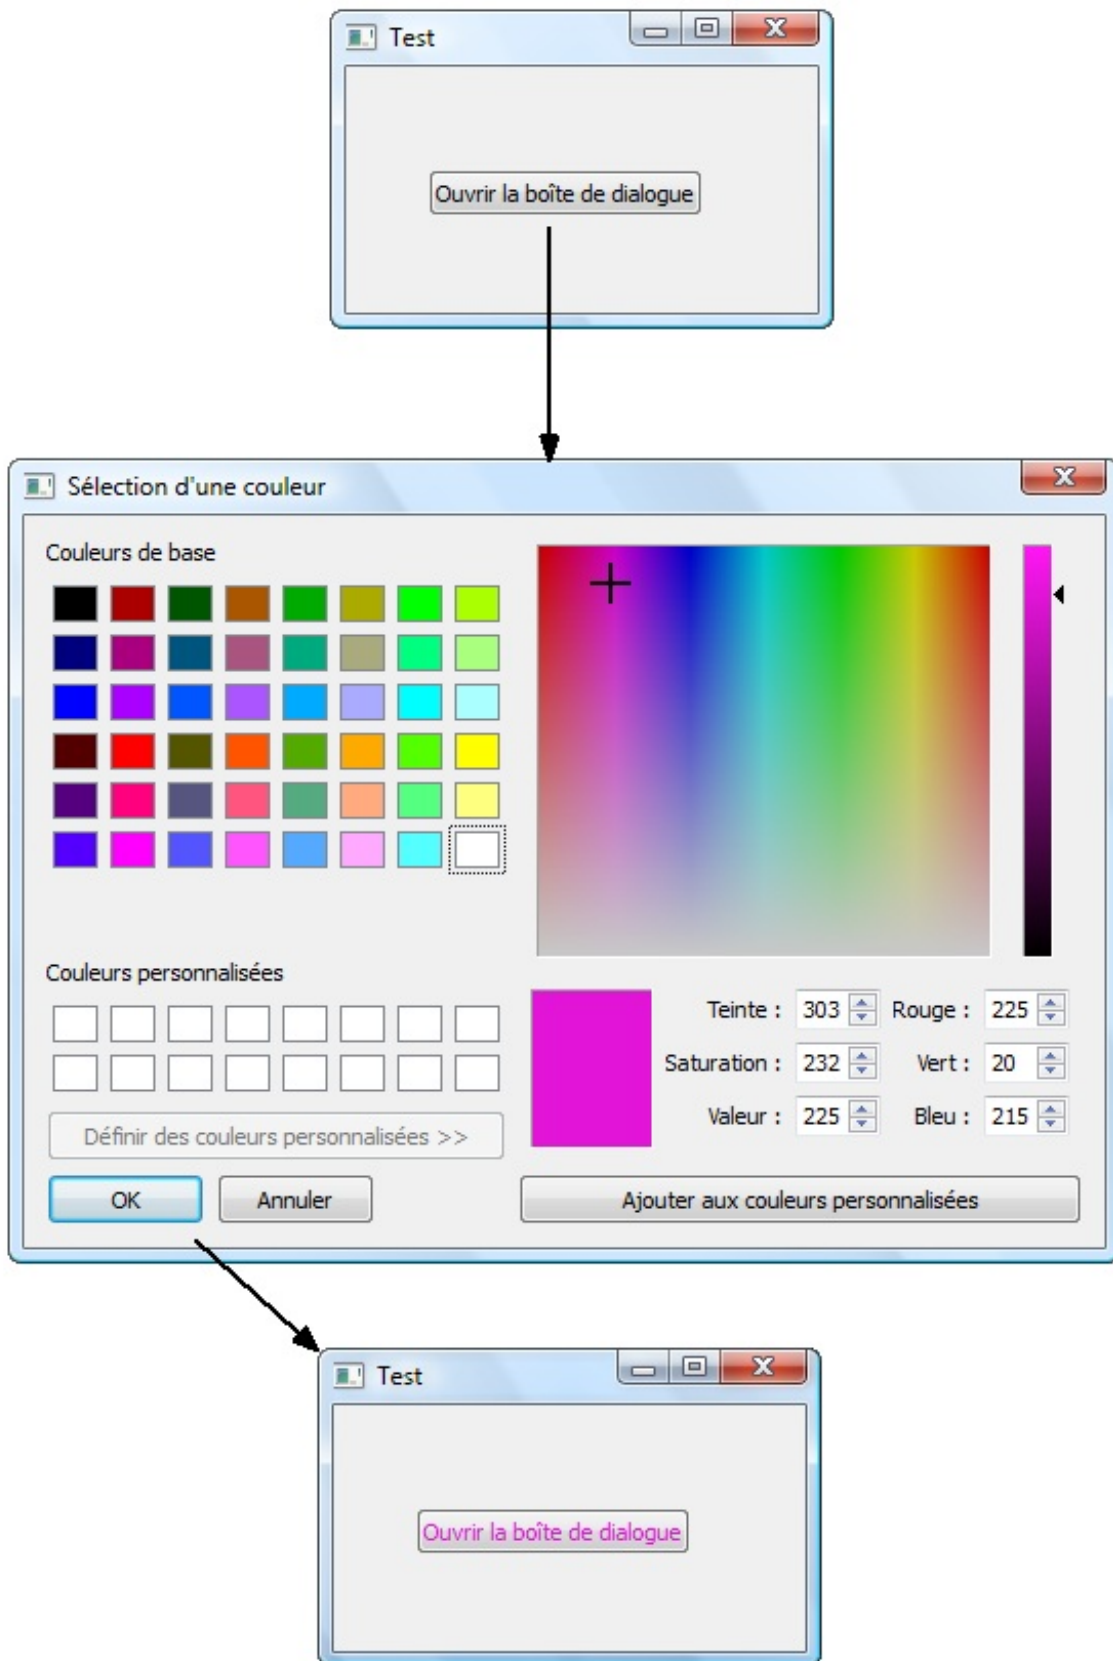 Test
Ouvrir la boîte de dialogue
Sélection d'une couleur
Couleurs de base
Couleurs personnalisées
Teinte : 303 Rouge : 225
Saturation : 232 Vert : 20
Valeur : 225 Bleu : 215
Définir des couleurs personnalisées >>
OK Annuler Ajouter aux couleurs personnalisées
Test
Ouvrir la boîte de dialogue